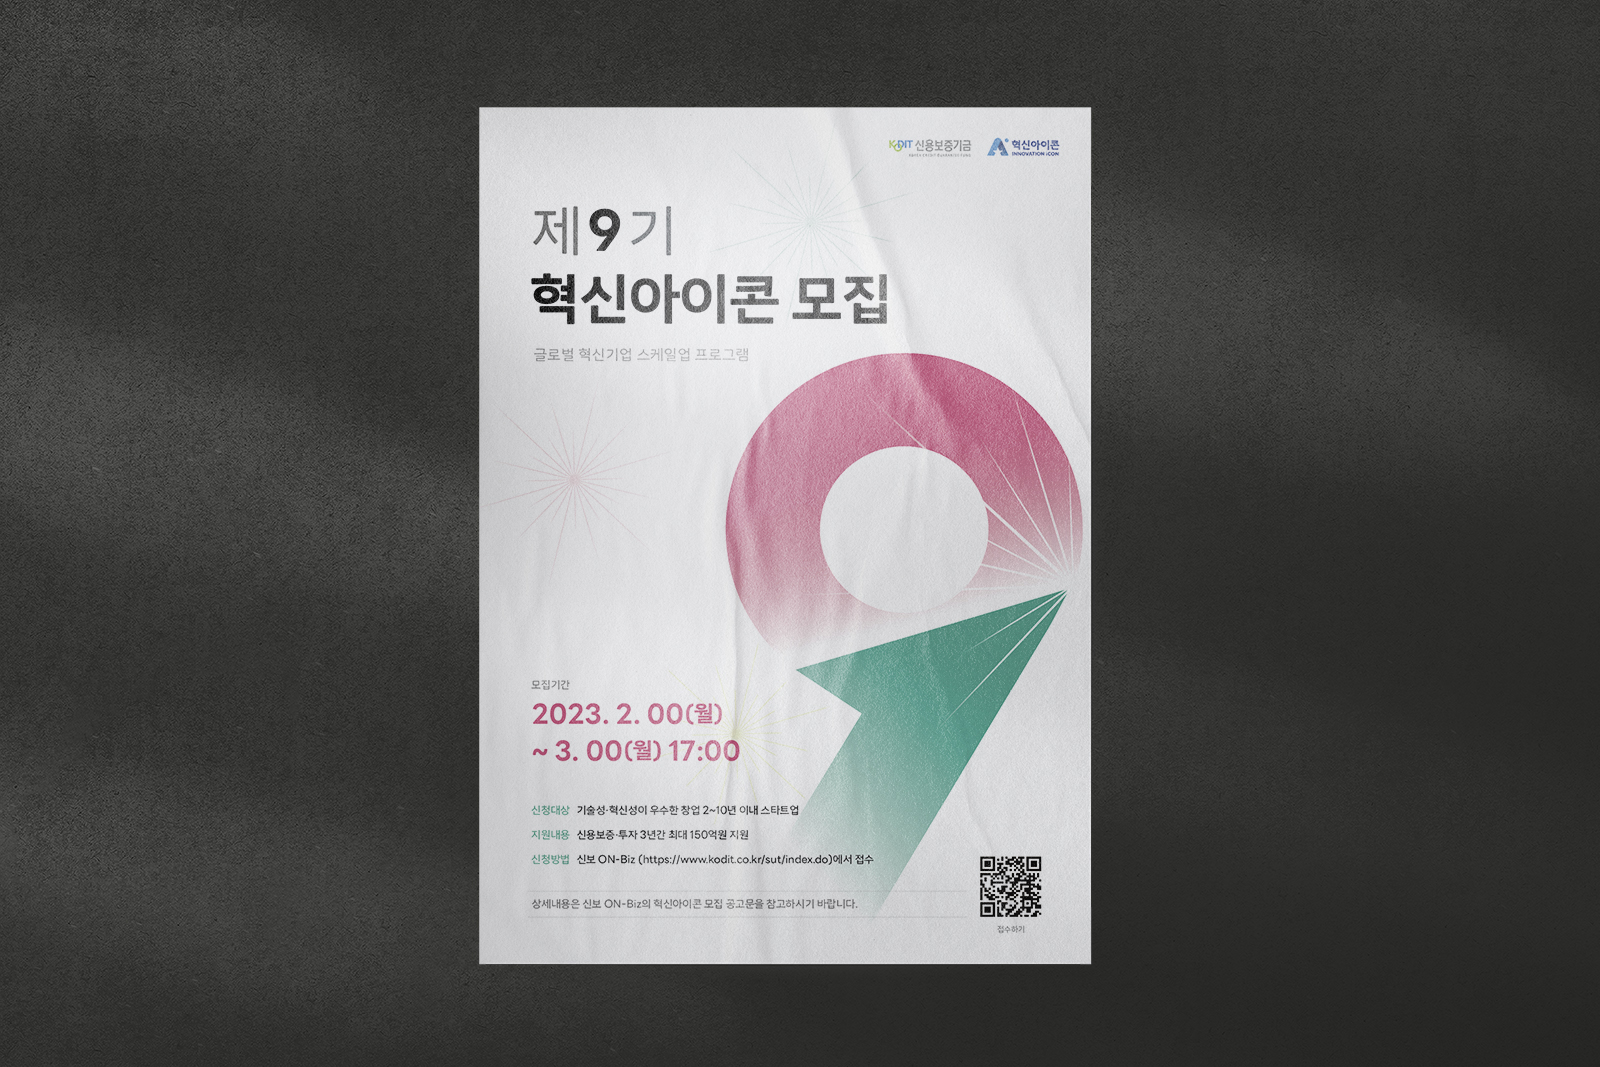 KODIT 신용보증기금
KOREA CREDIT GUARANTEE FUND
A+ 혁신아이콘
INNOVATION ICON
제9기
혁신아이콘 모집
글로벌 혁신기업 스케일업 프로그램
모집기간
2023. 2. 00(월)
~ 3. 00(월) 17:00
신청대상 기술성·혁신성이 우수한 창업 2~10년 이내 스타트업
지원내용 신용보증·투자 3년간 최대 150억원 지원
신청방법 신보 ON-Biz (https://www.kodit.co.kr/sut/index.do)에서 접수
상세내용은 신보 ON-Biz의 혁신아이콘 모집 공고문을 참고하시기 바랍니다.
접수하기